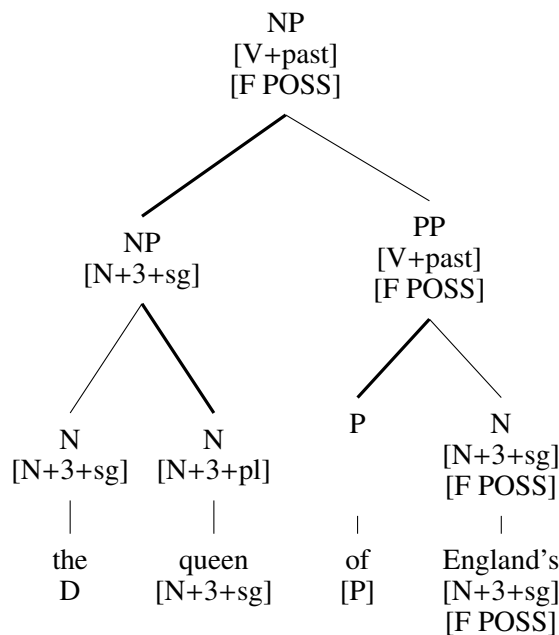 NP
[V+past]
[F POSS]
NP
[N+3+sg]
PP
[V+past]
[F POSS]
N
[N+3+sg]
N
[N+3+pl]
P
N
[N+3+sg]
[F POSS]
the
D
queen
[N+3+sg]
of
[P]
England's
[N+3+sg]
[F POSS]